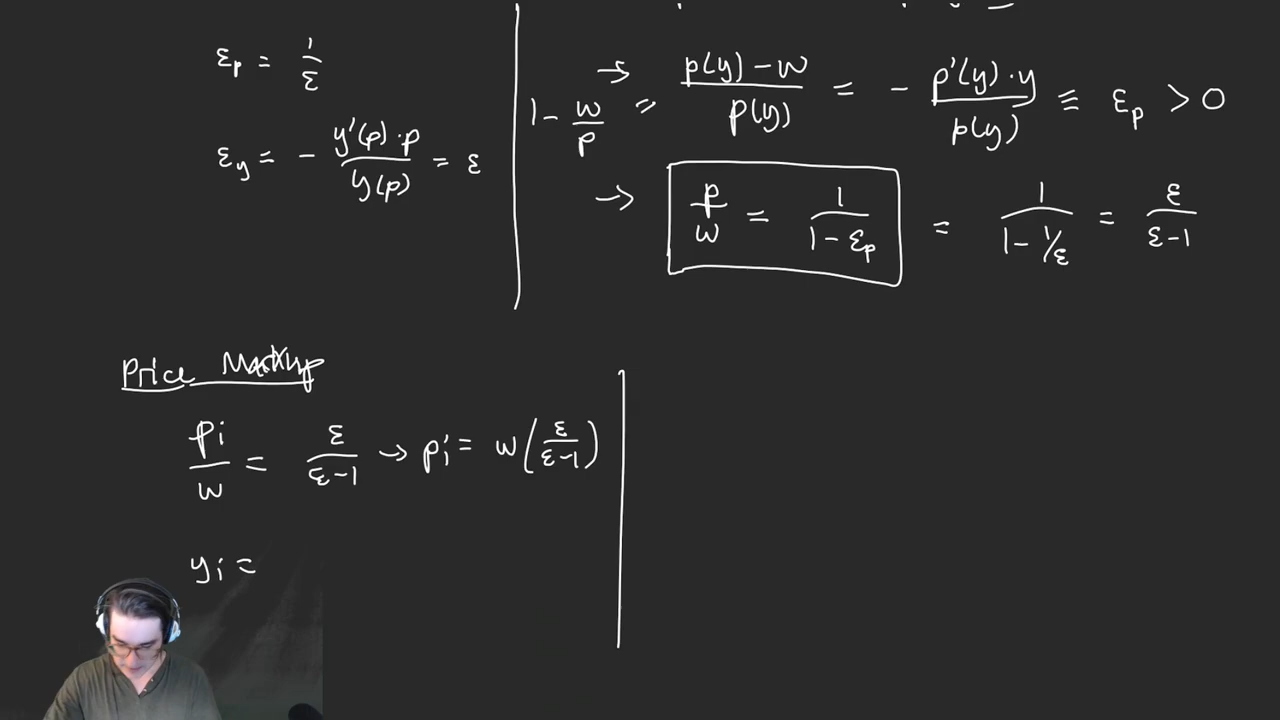 ε_p = 1/ε
ε_y = - y'(p)·p / y(p) = ε
→ 1 - w/p = (p(y) - w)/p(y) = - p'(y)·y / p(y) ≡ ε_p > 0
→ p/w = 1/(1 - ε_p) = 1/(1 - 1/ε) = ε/(ε-1)
Price Markup
p_i/w = ε/(ε-1) → p_i = w(ε/(ε-1))
y_i =